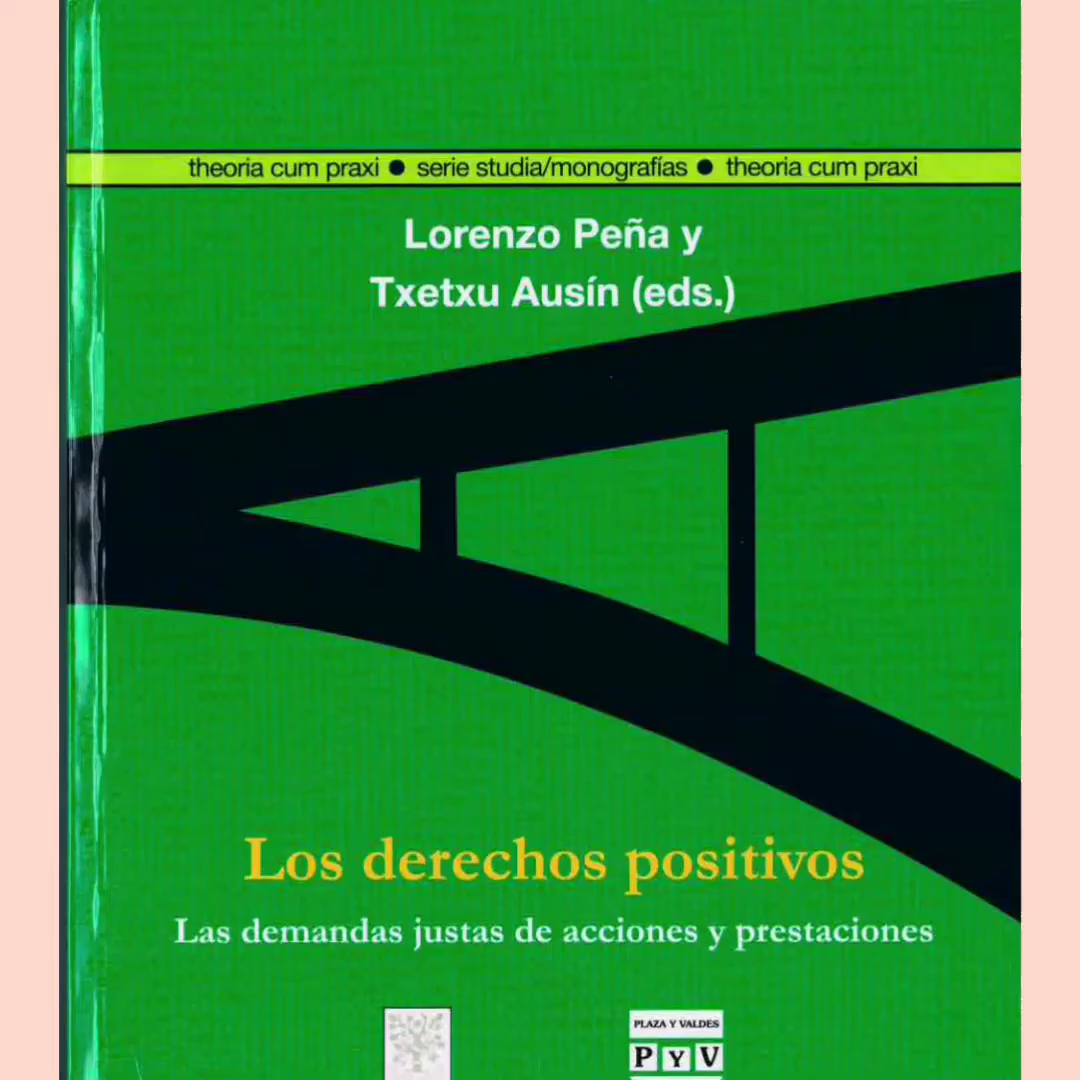 theoria cum praxi ● serie studia/monografías ● theoria cum praxi
Lorenzo Peña y
Txetxu Ausín (eds.)
Los derechos positivos
Las demandas justas de acciones y prestaciones
PLAZA Y VALDES
P Y V